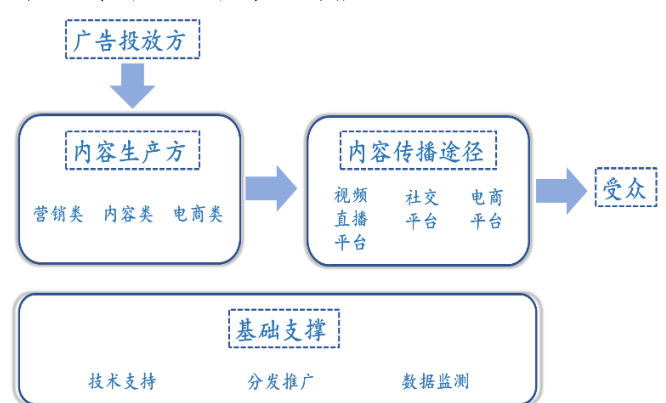 广告投放方
内容生产方
营销类 内容类 电商类
内容传播途径
视频
直播
平台
社交
平台
电商
平台
受众
基础支撑
技术支持 分发推广 数据监测